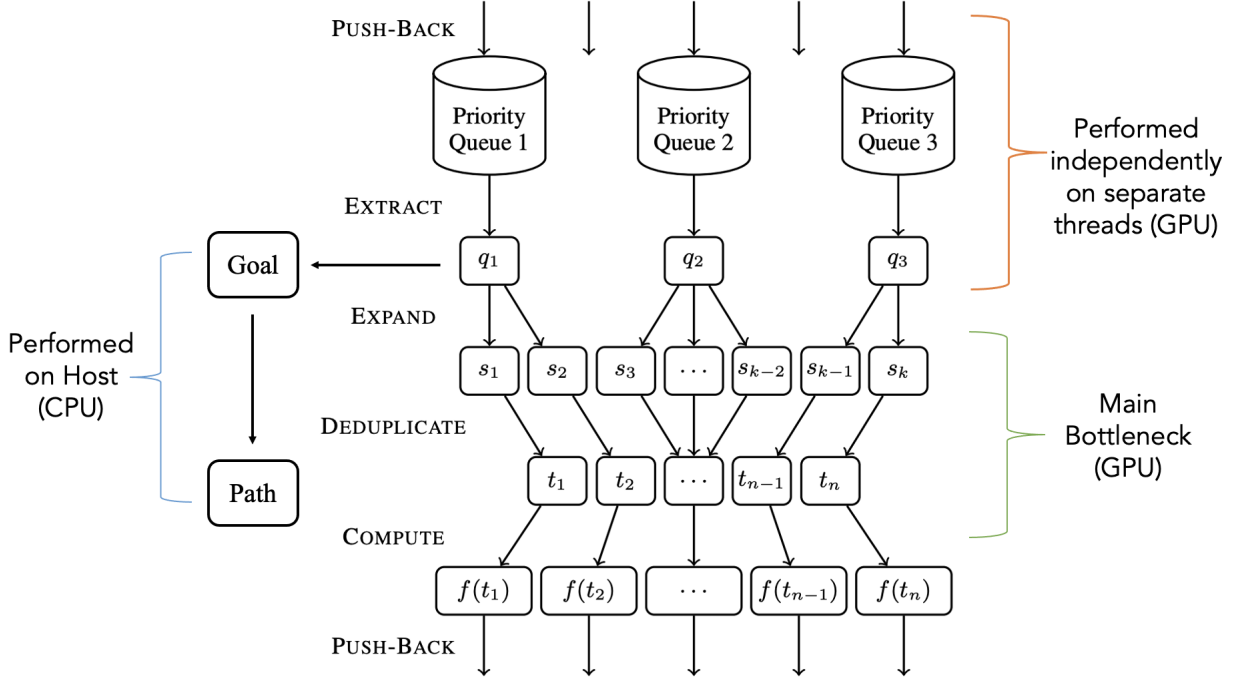 PUSH-BACK
Priority
Queue 1
Priority
Queue 2
Priority
Queue 3
Performed
independently
on separate
threads (GPU)
EXTRACT
q₁
q₂
q₃
Goal
EXPAND
Performed
on Host
(CPU)
s₁
s₂
s₃
⋯
sₖ₋₂
sₖ₋₁
sₖ
DEDUPLICATE
Main
Bottleneck
(GPU)
Path
t₁
t₂
⋯
tₙ₋₁
tₙ
COMPUTE
f(t₁)
f(t₂)
⋯
f(tₙ₋₁)
f(tₙ)
PUSH-BACK